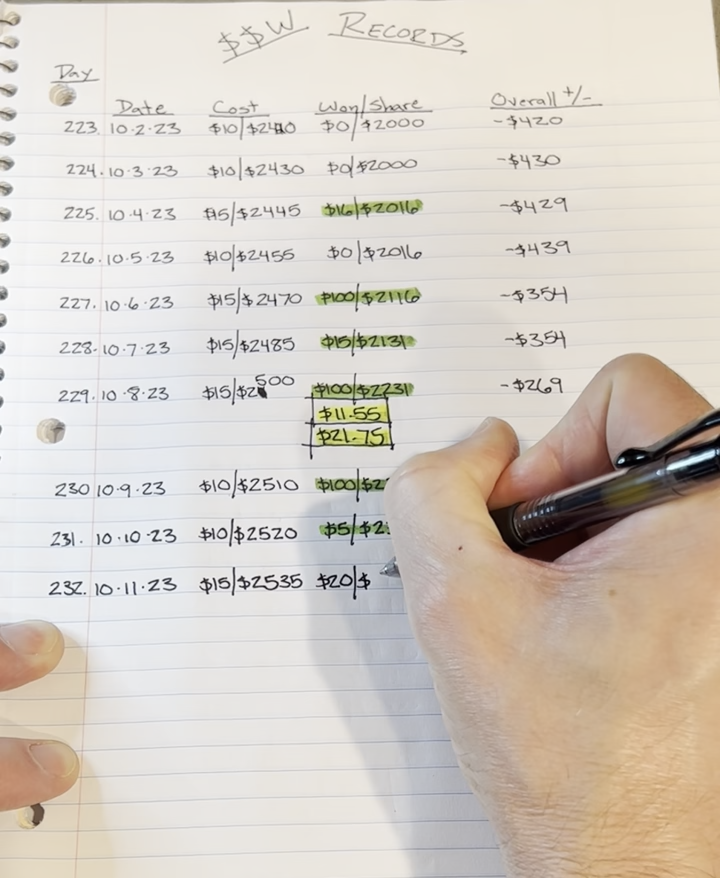 $$W RECORDS
Day
Date Cost Won/Share Overall +/-
223. 10.2.23 $10/$2420 $0/$2000 -$420
224. 10.3.23 $10/$2430 $0/$2000 -$430
225. 10.4.23 $15/$2445 $16/$2016 -$429
226. 10.5.23 $10/$2455 $0/$2016 -$439
227. 10.6.23 $15/$2470 $100/$2116 -$354
228. 10.7.23 $15/$2485 $15/$2131 -$354
229. 10.8.23 $15/$2500 $100/$2231 -$269
$11.55
$21.75
230 10.9.23 $10/$2510 $100/$2
231. 10.10.23 $10/$2520 $5/$2
232. 10.11.23 $15/$2535 $20/$